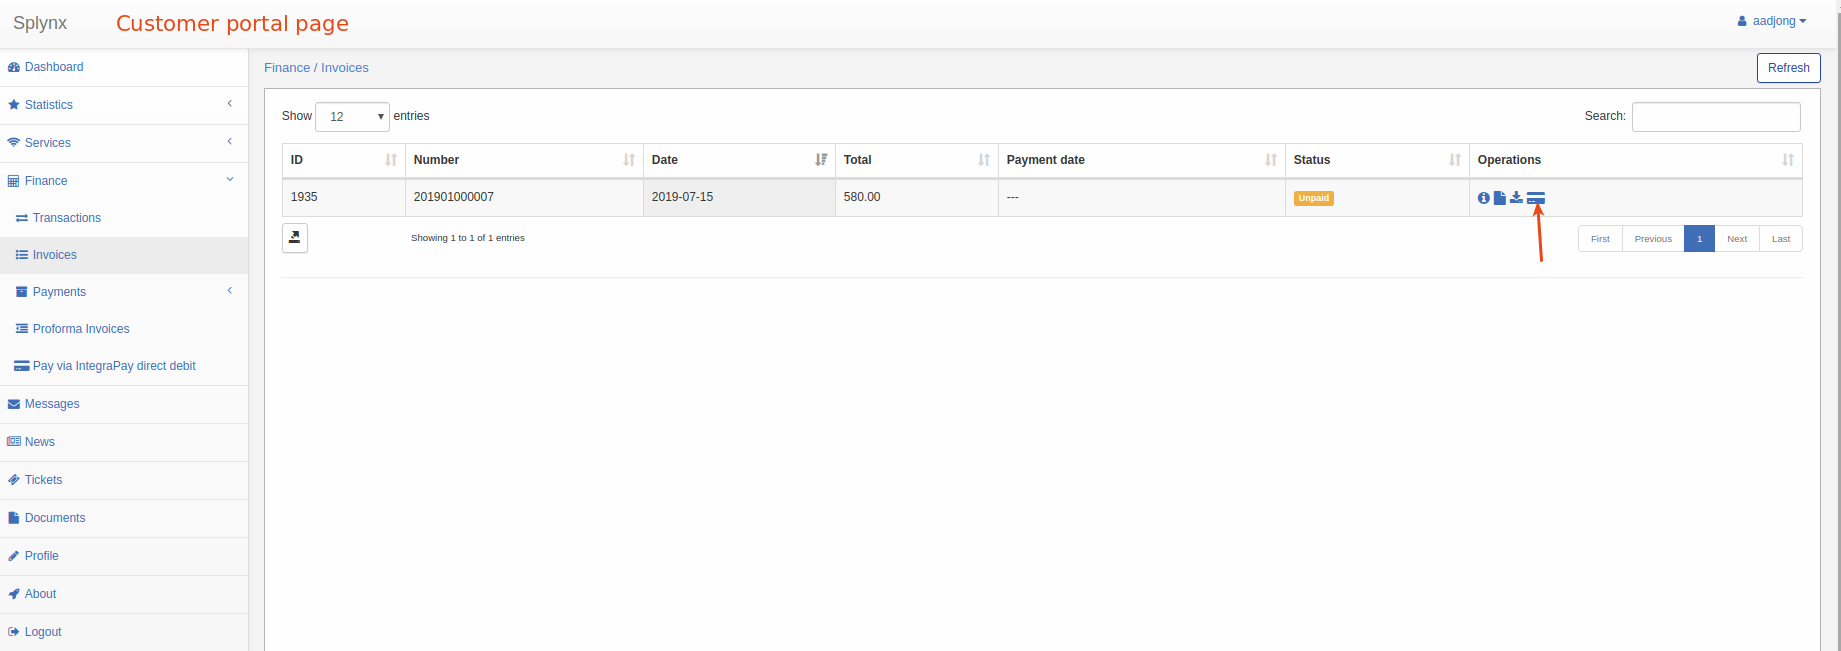 Splynx
Customer portal page
aadjong
Dashboard
Statistics
Services
Finance
Transactions
Invoices
Payments
Proforma Invoices
Pay via IntegraPay direct debit
Messages
News
Tickets
Documents
Profile
About
Logout
Finance / Invoices
Refresh
Show 12 entries
Search:
ID Number Date Total Payment date Status Operations
1935 201901000007 2019-07-15 580.00 --- Unpaid
Showing 1 to 1 of 1 entries
First Previous 1 Next Last